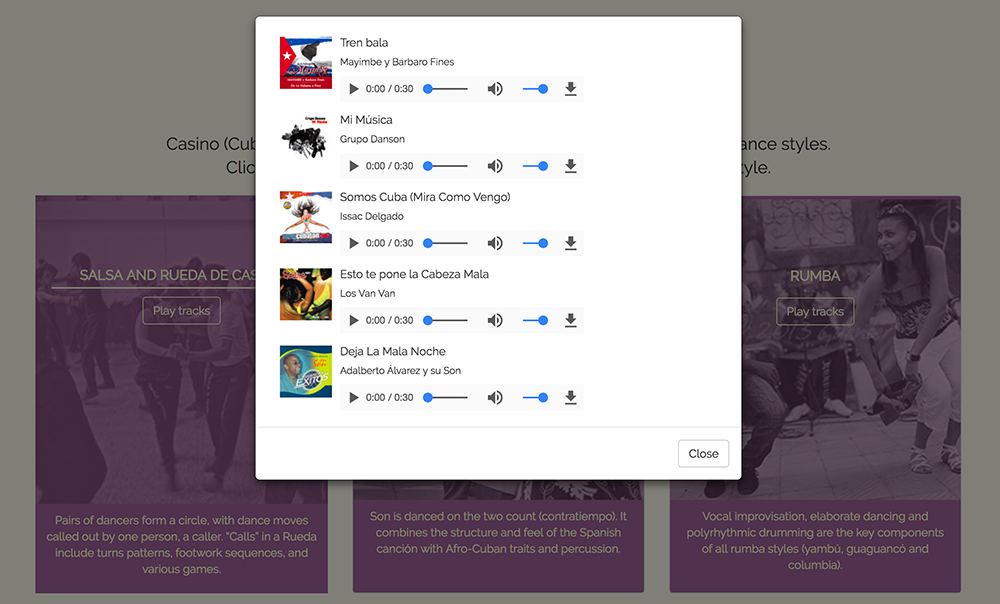 Tren bala
Mayimbe y Barbaro Fines
0:00 / 0:30
Mi Música
Grupo Danson
0:00 / 0:30
Somos Cuba (Mira Como Vengo)
Issac Delgado
0:00 / 0:30
Esto te pone la Cabeza Mala
Los Van Van
0:00 / 0:30
Deja La Mala Noche
Adalberto Álvarez y su Son
0:00 / 0:30
EXITOS
Close
Casino (Cub
ance styles.
Clic
tyle.
SALSA AND RUEDA DE CAS
Play tracks
Pairs of dancers form a circle, with dance moves
called out by one person, a caller. "Calls" in a Rueda
include turns patterns, footwork sequences, and
various games.
Son is danced on the two count (contratiempo). It
combines the structure and feel of the Spanish
canción with Afro-Cuban traits and percussion.
RUMBA
Play tracks
Vocal improvisation, elaborate dancing and
polyrhythmic drumming are the key components
of all rumba styles (yambú, guaguancó and
columbia).